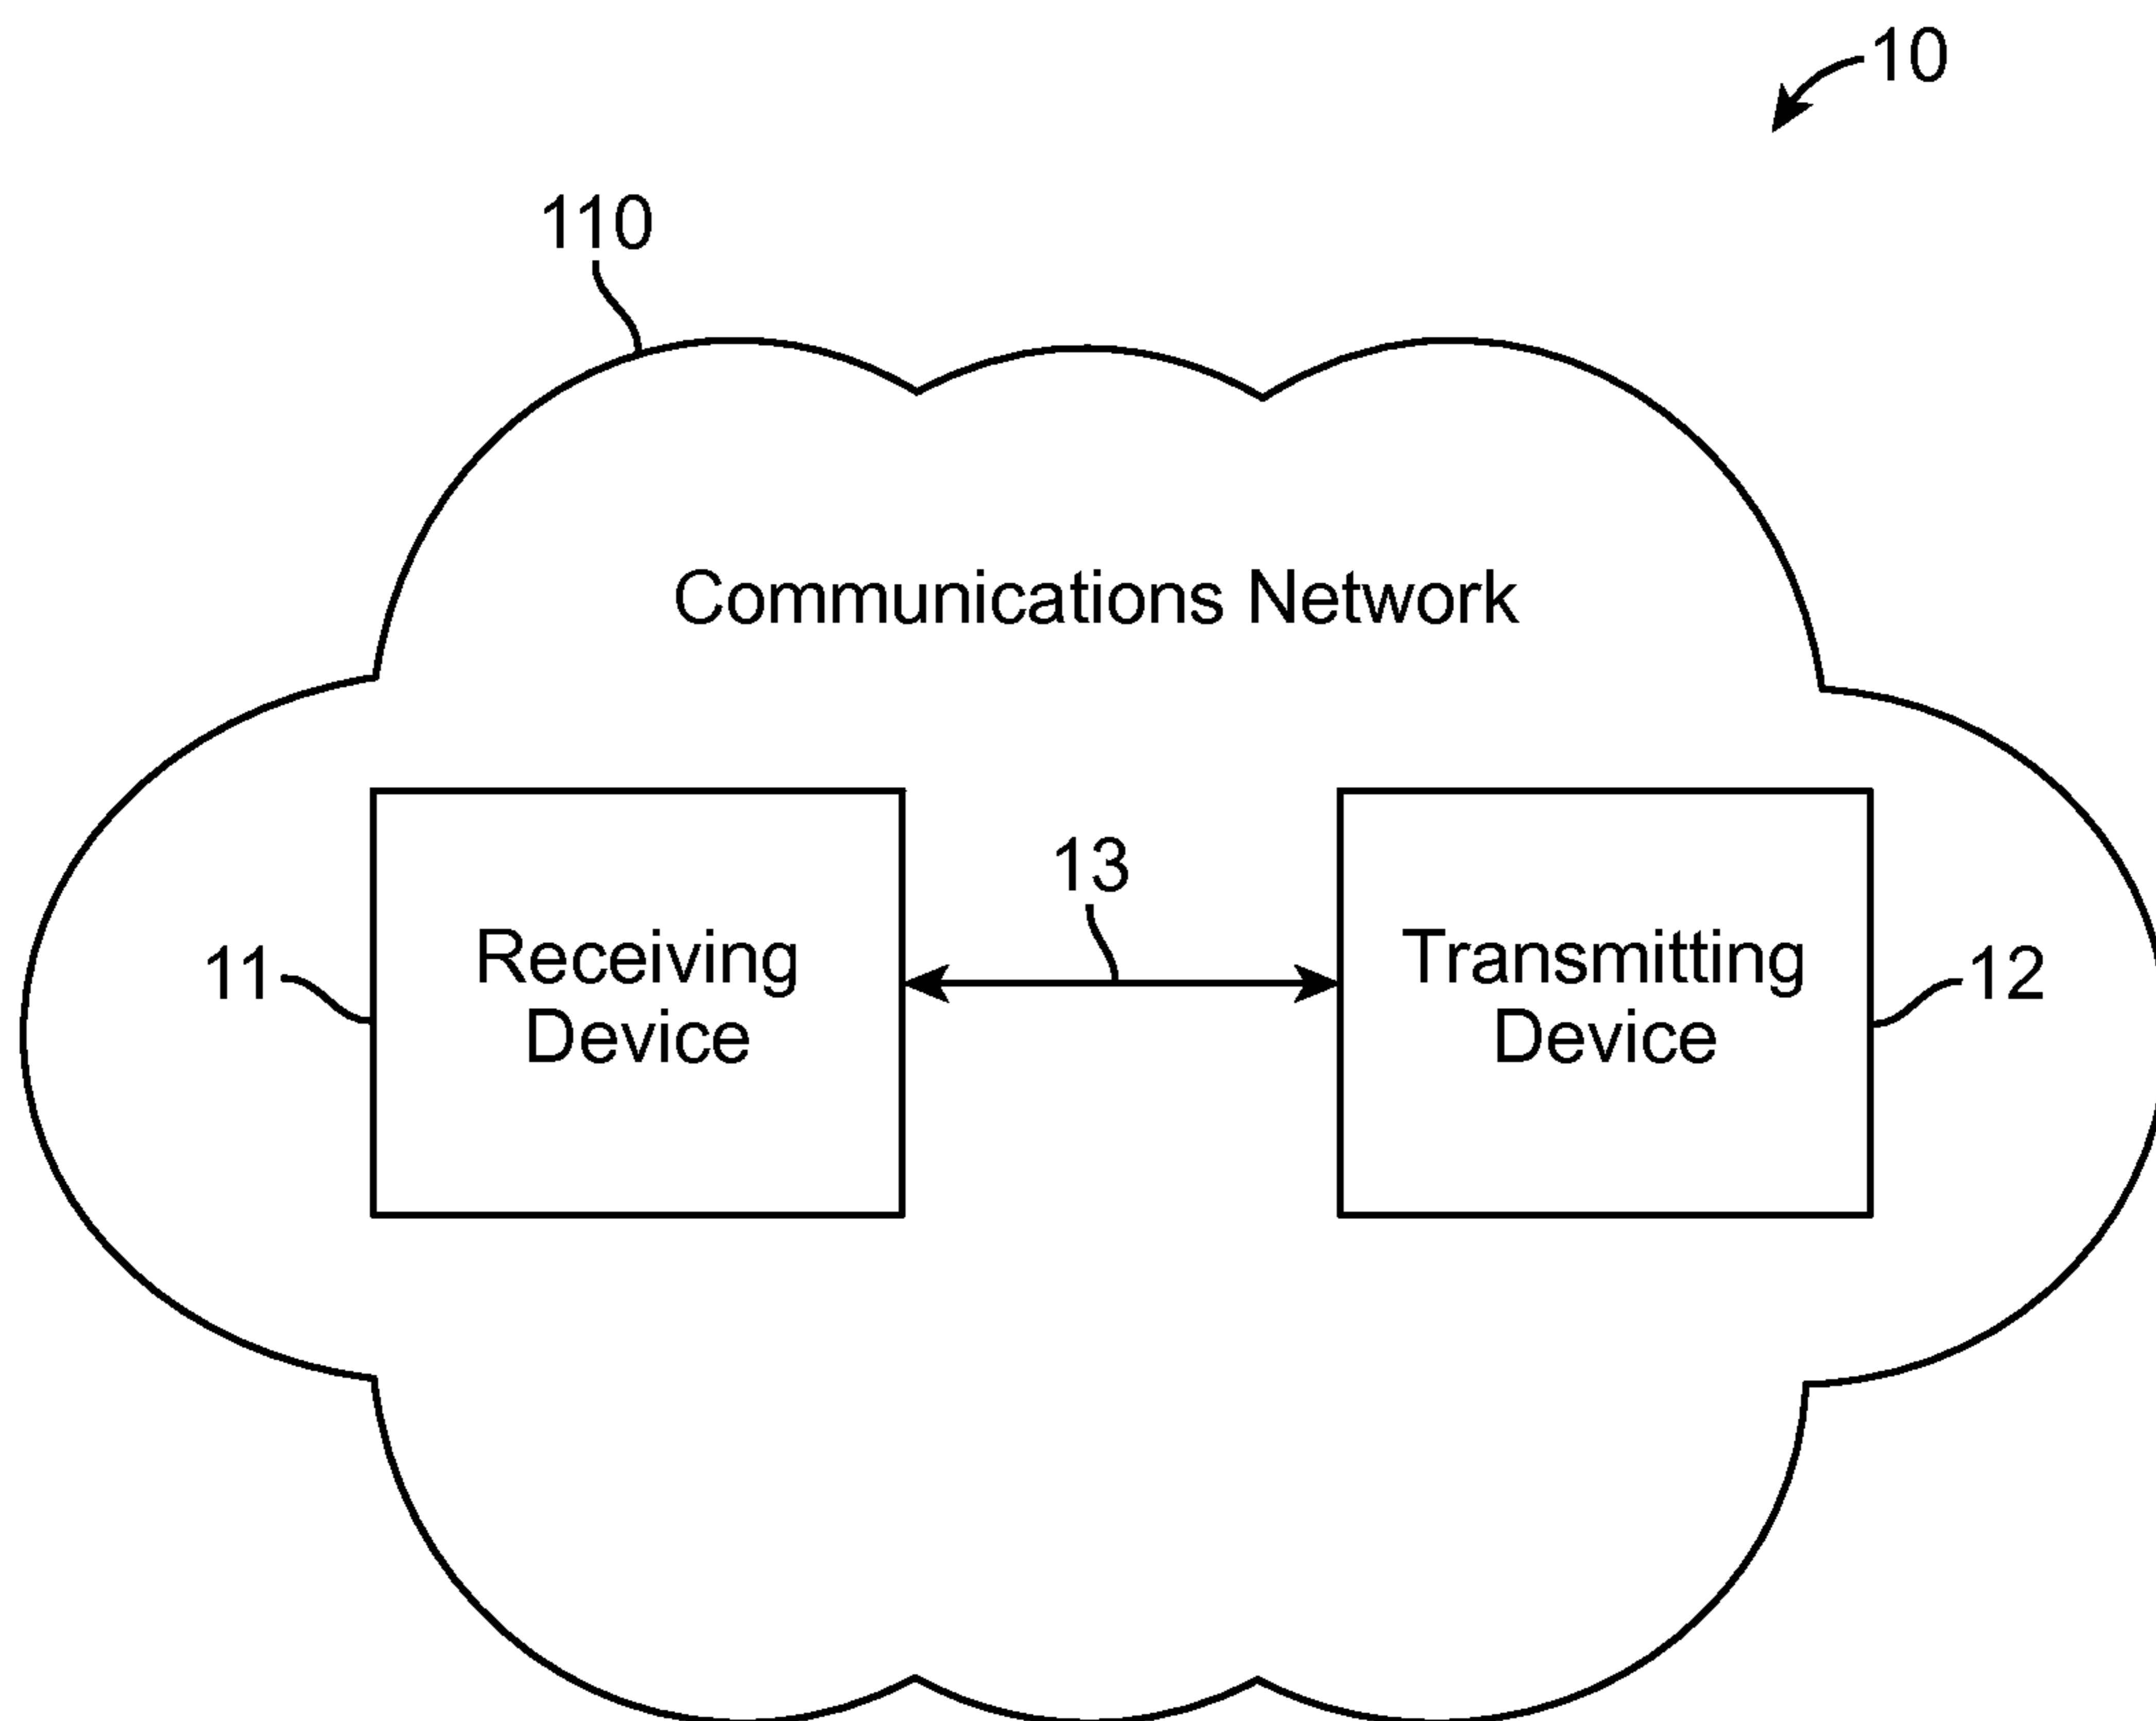 10
110
Communications Network
13
11
Receiving
Device
Transmitting
Device
12